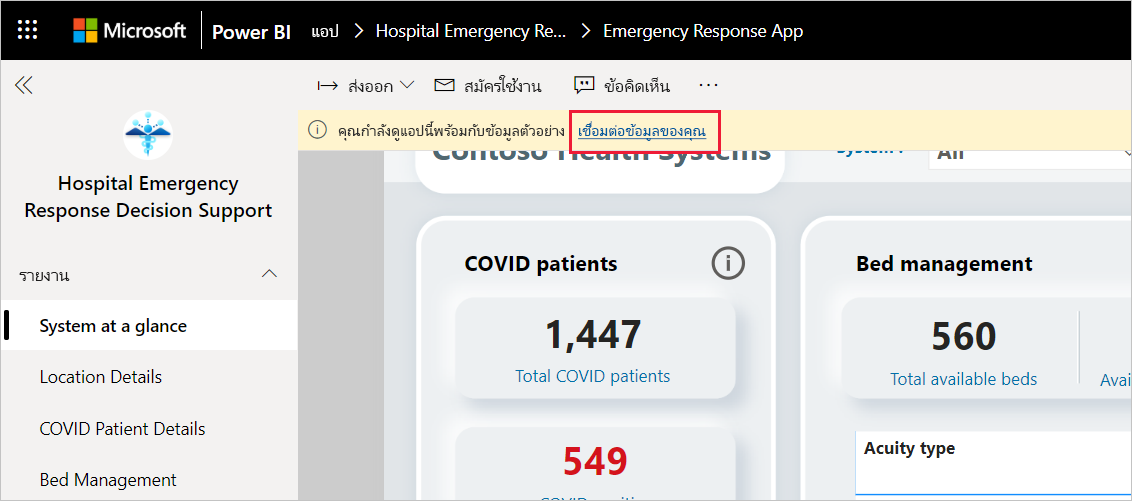 Microsoft Power BI แอป Hospital Emergency Re... Emergency Response App
ส่งออก สมัครใช้งาน ข้อคิดเห็น ...
คุณกำลังดูแอปนี้พร้อมกับข้อมูลตัวอย่าง เชื่อมต่อข้อมูลของคุณ
Contoso Health Systems All
Hospital Emergency
Response Decision Support
รายงาน
System at a glance
Location Details
COVID Patient Details
Bed Management
COVID patients
1,447
Total COVID patients
549
Bed management
560
Total available beds
Acuity type